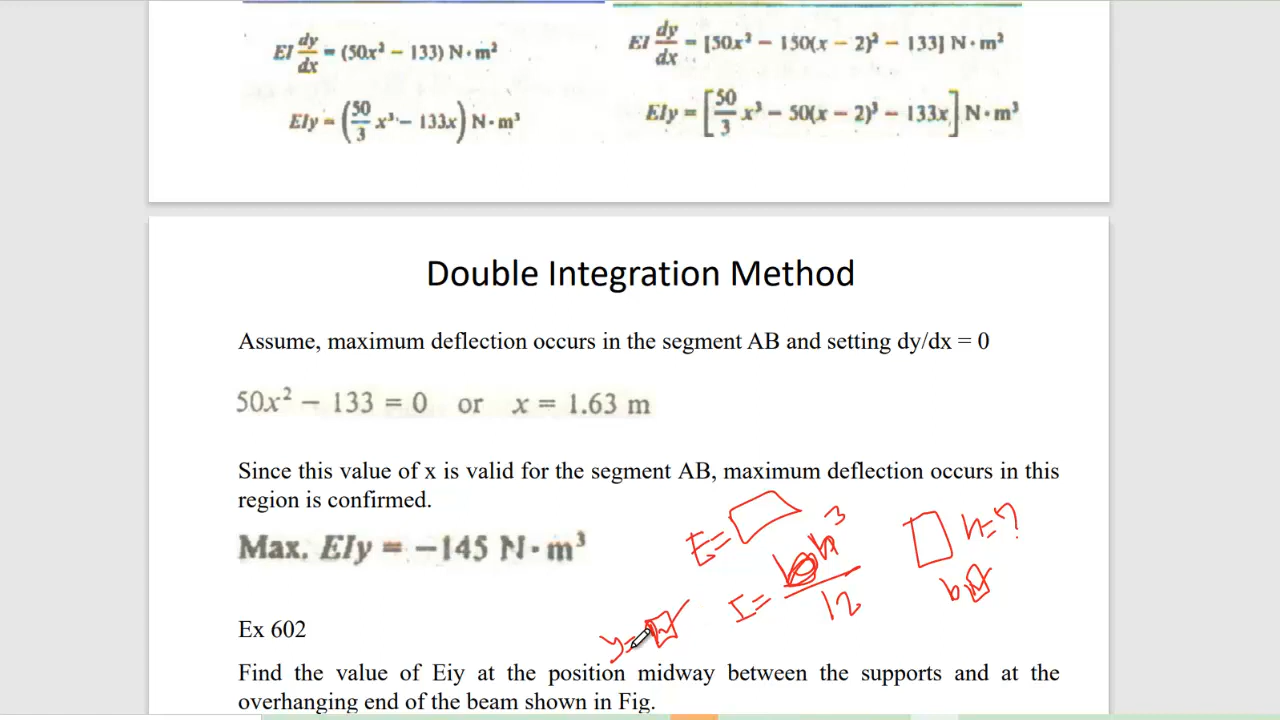 EI dy/dx = (50x² − 133) N·m²
EI dy/dx = [50x² − 150(x − 2)² − 133] N·m²
EIy = (50/3 x³ − 133x) N·m³
EIy = [50/3 x³ − 50(x − 2)³ − 133x] N·m³
Double Integration Method
Assume, maximum deflection occurs in the segment AB and setting dy/dx = 0
50x² − 133 = 0 or x = 1.63 m
Since this value of x is valid for the segment AB, maximum deflection occurs in this
region is confirmed.
E=
h=?
Max. EIy = −145 N·m³
I= bh³/12
b
y=
Ex 602
Find the value of Eiy at the position midway between the supports and at the
overhanging end of the beam shown in Fig.